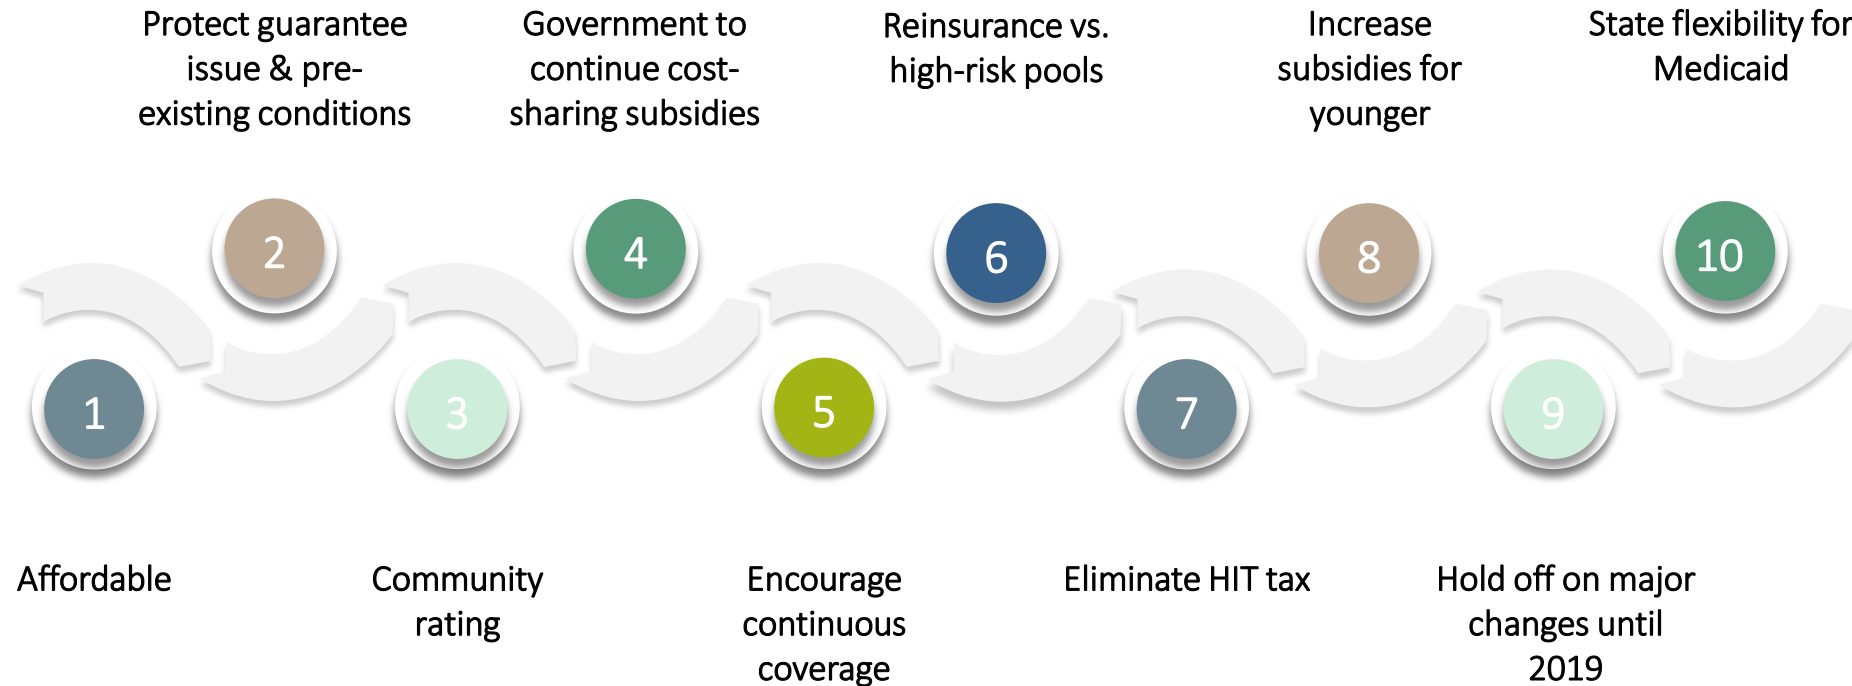 Protect guarantee
issue & pre-
existing conditions
Government to
continue cost-
sharing subsidies
Reinsurance vs.
high-risk pools
Increase
subsidies for
younger
State flexibility for
Medicaid
2
4
6
8
10
1
3
5
7
9
Affordable
Community
rating
Encourage
continuous
coverage
Eliminate HIT tax
Hold off on major
changes until
2019